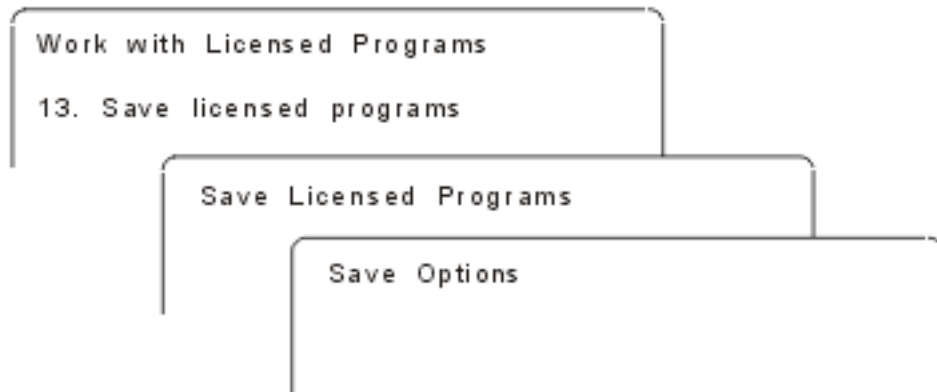 Work with Licensed Programs
13. Save licensed programs
Save Licensed Programs
Save Options